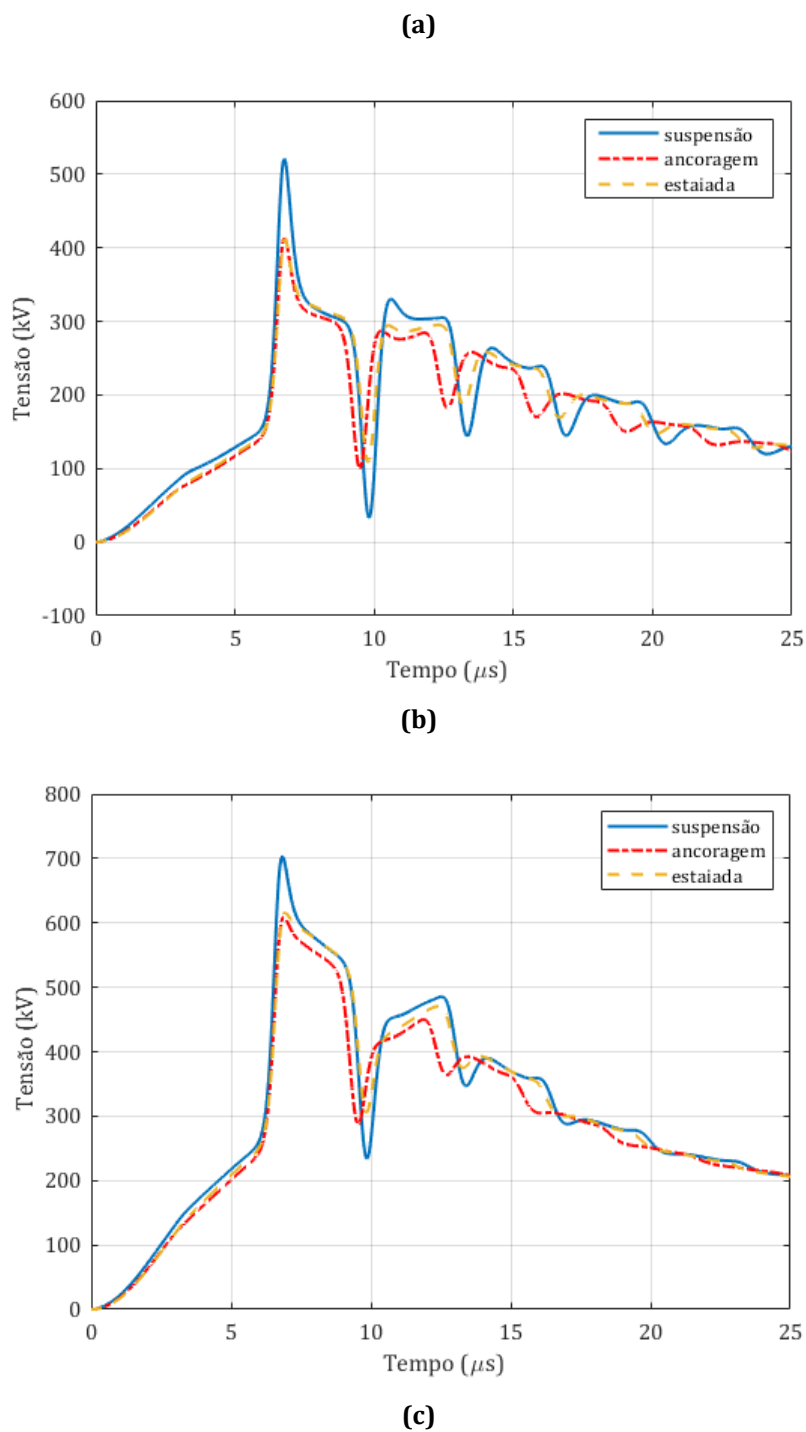 (a)
600
500
400
300
200
100
0
-100
Tensão (kV)
suspensão
ancoragem
estaiada
0 5 10 15 20 25
Tempo (μs)
(b)
800
700
600
500
400
300
200
100
0
Tensão (kV)
suspensão
ancoragem
estaiada
0 5 10 15 20 25
Tempo (μs)
(c)